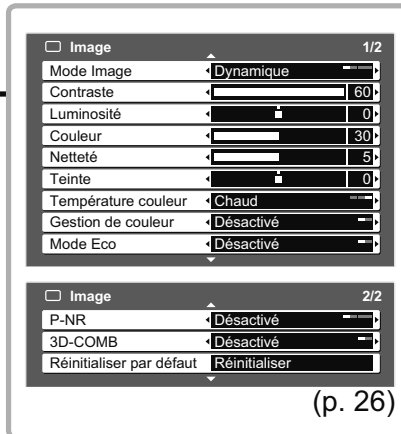 Image 1/2
Mode Image Dynamique
Contraste 60
Luminosité 0
Couleur 30
Netteté 5
Teinte 0
Température couleur Chaud
Gestion de couleur Désactivé
Mode Eco Désactivé
Image 2/2
P-NR Désactivé
3D-COMB Désactivé
Réinitialiser par défaut Réinitialiser
(p. 26)